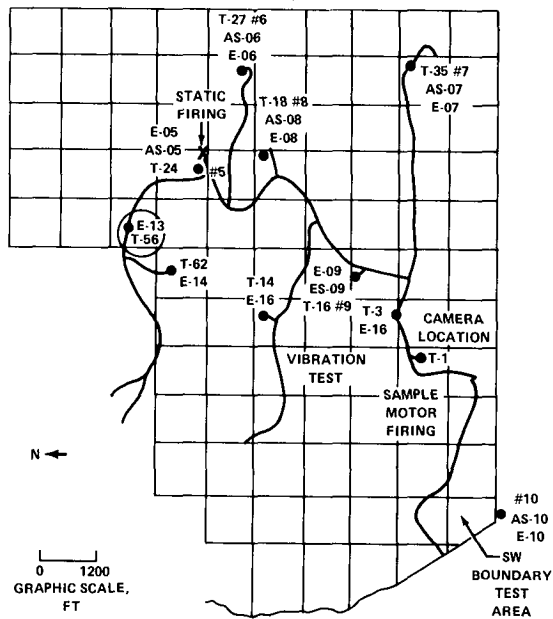 T-27 #6
AS-06
E-06
T-35 #7
AS-07
E-07
STATIC
FIRING
T-18 #8
AS-08
E-08
E-05
AS-05
T-24
#5
X
E-13
T-56
T-62
E-14
T-14
E-16
E-09
ES-09
T-16 #9
T-3
E-16
CAMERA
LOCATION
T-1
VIBRATION
TEST
SAMPLE
MOTOR
FIRING
N
#10
AS-10
E-10
0 1200
GRAPHIC SCALE,
FT
SW
BOUNDARY
TEST
AREA